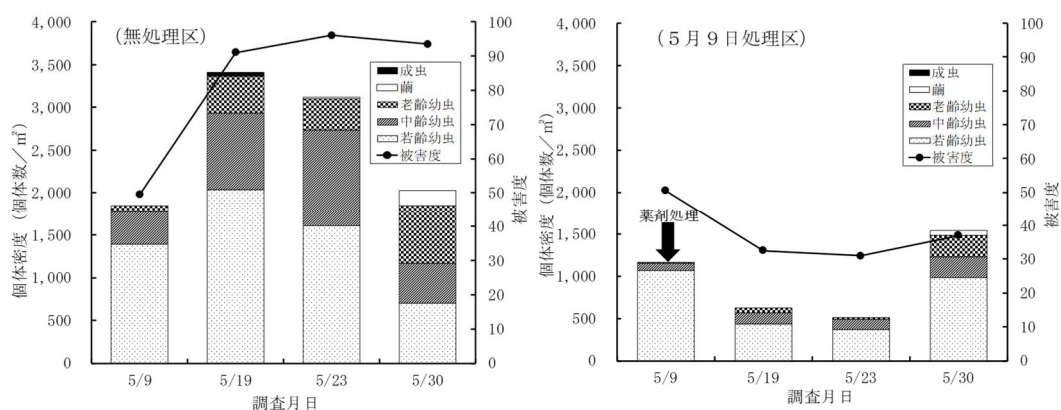 (無処理区)
個体密度（個体数／㎡）
4,000
3,500
3,000
2,500
2,000
1,500
1,000
500
0
成虫
繭
老齢幼虫
中齢幼虫
若齢幼虫
被害度
100
90
80
70
60
50
40
30
20
10
0
被害度
5/9 5/19 5/23 5/30
調査月日
(５月９日処理区)
個体密度（個体数／㎡）
4,000
3,500
3,000
2,500
2,000
1,500
1,000
500
0
薬剤処理
成虫
繭
老齢幼虫
中齢幼虫
若齢幼虫
被害度
100
90
80
70
60
50
40
30
20
10
0
被害度
5/9 5/19 5/23 5/30
調査月日